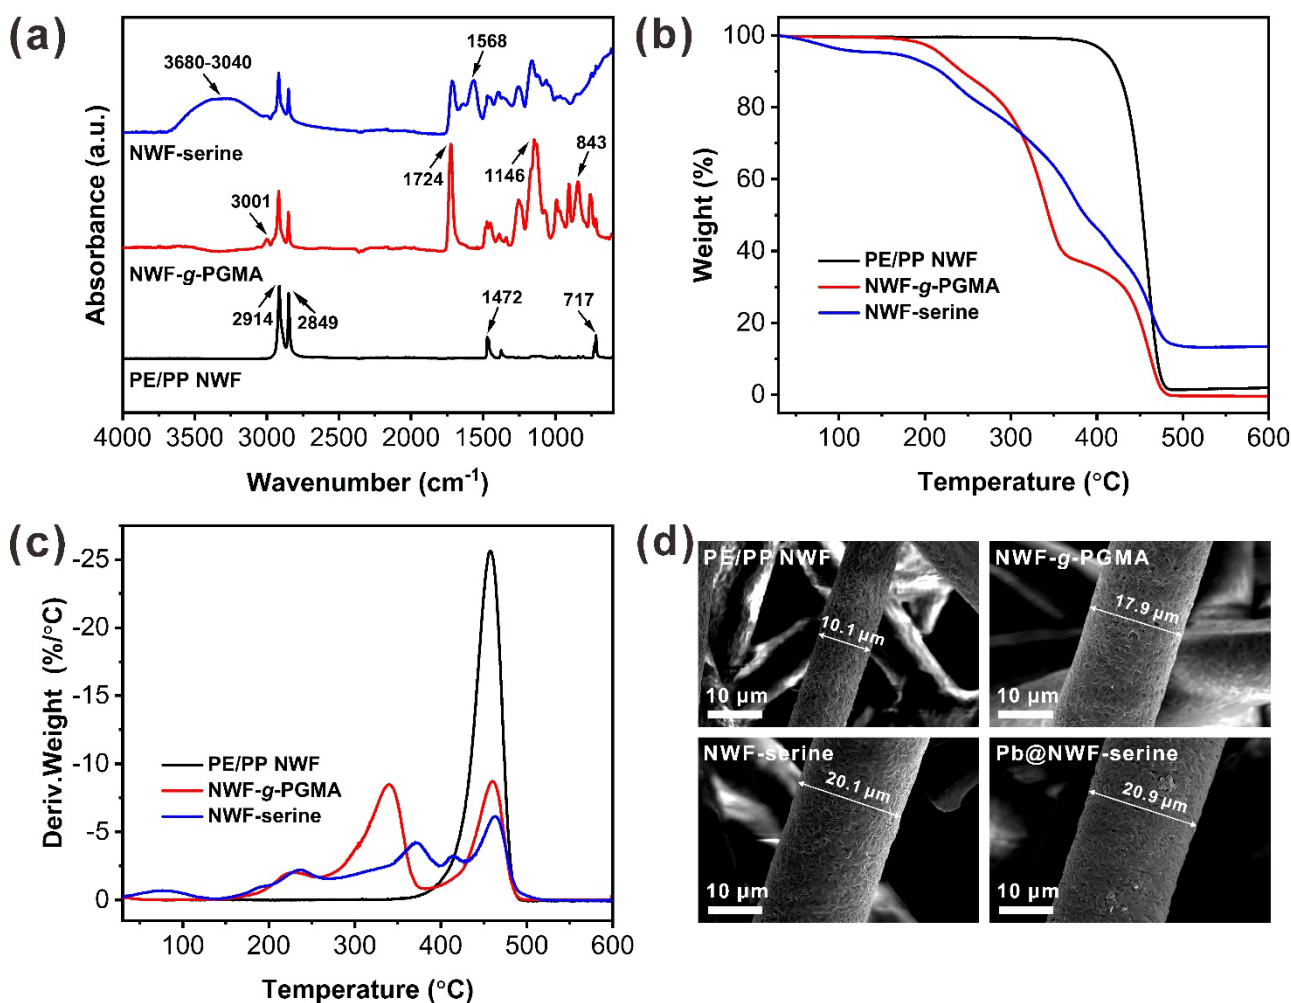 (a)
3680-3040
1568
NWF-serine
3001
1724
1146
843
NWF-g-PGMA
2914
2849
1472
717
PE/PP NWF
Absorbance (a.u.)
4000 3500 3000 2500 2000 1500 1000
Wavenumber (cm⁻¹)
(b)
100
80
60
40
20
0
Weight (%)
PE/PP NWF
NWF-g-PGMA
NWF-serine
100 200 300 400 500 600
Temperature (°C)
(c)
-25
-20
-15
-10
-5
0
Deriv.Weight (%/°C)
PE/PP NWF
NWF-g-PGMA
NWF-serine
100 200 300 400 500 600
Temperature (°C)
(d)
PE/PP NWF
10.1 μm
10 μm
NWF-g-PGMA
17.9 μm
10 μm
NWF-serine
20.1 μm
10 μm
Pb@NWF-serine
20.9 μm
10 μm